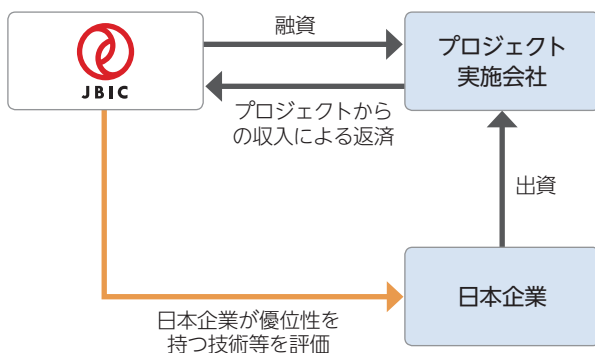 JBIC
融資
プロジェクト
実施会社
プロジェクトから
の収入による返済
出資
日本企業
日本企業が優位性を
持つ技術等を評価